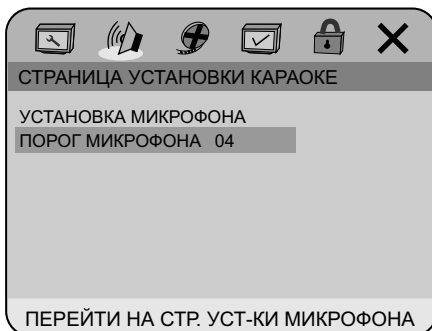 СТРАНИЦА УСТАНОВКИ КАРАОКЕ
УСТАНОВКА МИКРОФОНА
ПОРОГ МИКРОФОНА 04
ПЕРЕЙТИ НА СТР. УСТ-КИ МИКРОФОНА